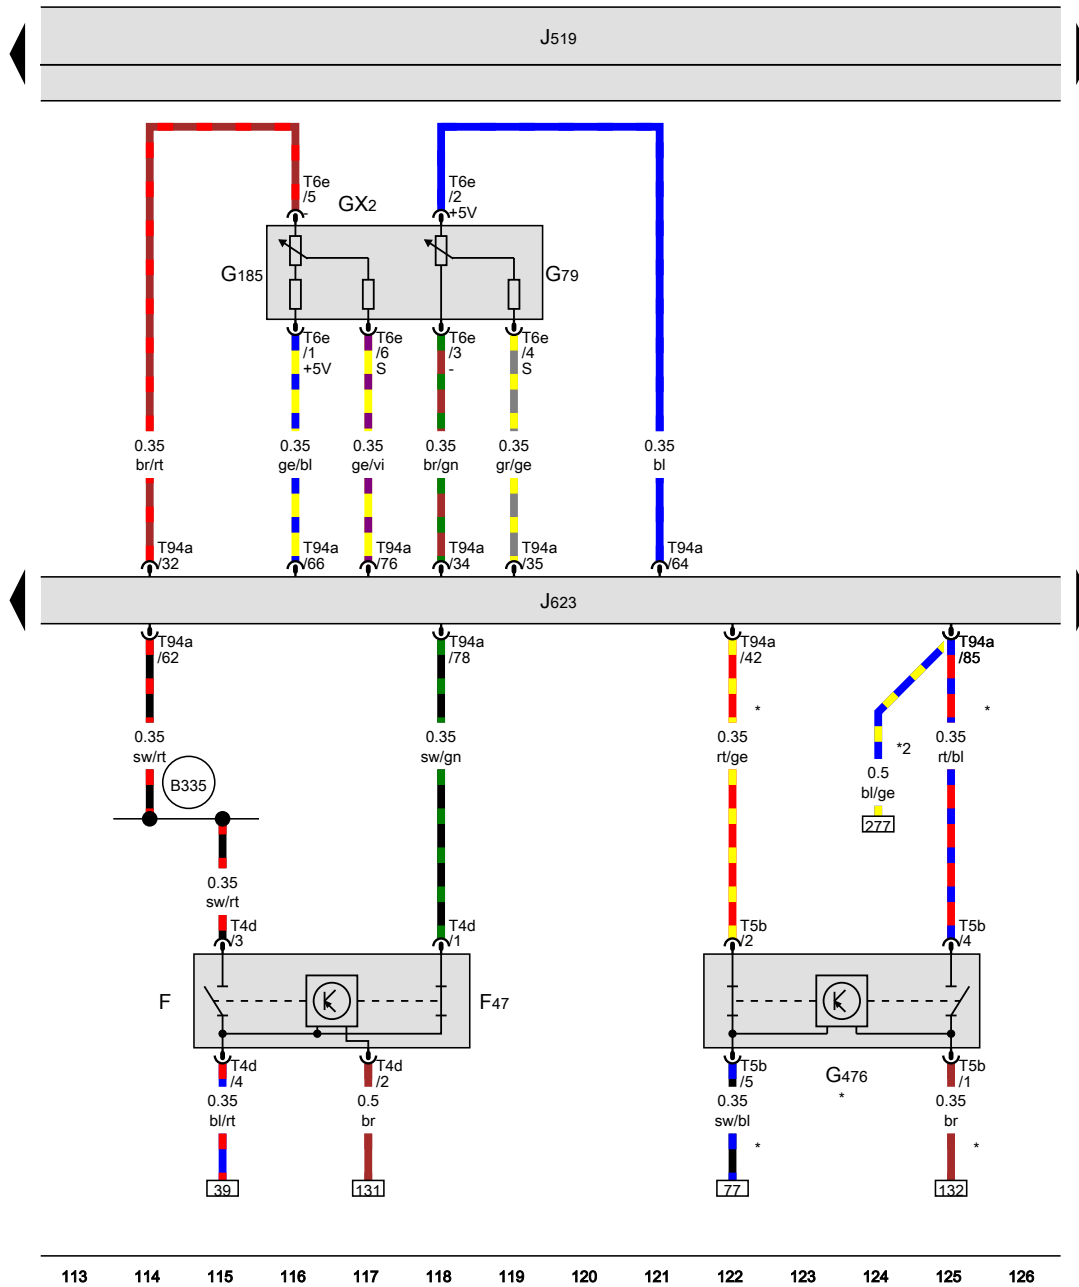 J519
T6e
/5
-
GX2
T6e
/2
+5V
G185
G79
T6e
/1
+5V
T6e
/6
S
T6e
/3
-
T6e
/4
S
0.35
br/rt
0.35
ge/bl
0.35
ge/vi
0.35
br/gn
0.35
gr/ge
0.35
bl
T94a
/32
T94a
/66
T94a
/76
T94a
/34
T94a
/35
T94a
/64
J623
T94a
/62
T94a
/78
T94a
/42
T94a
/85
*
*
0.35
sw/rt
0.35
sw/gn
0.35
rt/ge
*2
0.35
rt/bl
B335
0.5
bl/ge
277
0.35
sw/rt
T4d
/3
T4d
/1
T5b
/2
T5b
/4
F
F47
T4d
/4
T4d
/2
T5b
/5
G476
*
T5b
/1
0.35
bl/rt
0.5
br
0.35
sw/bl
*
0.35
br
*
39
131
77
132
113 114 115 116 117 118 119 120 121 122 123 124 125 126